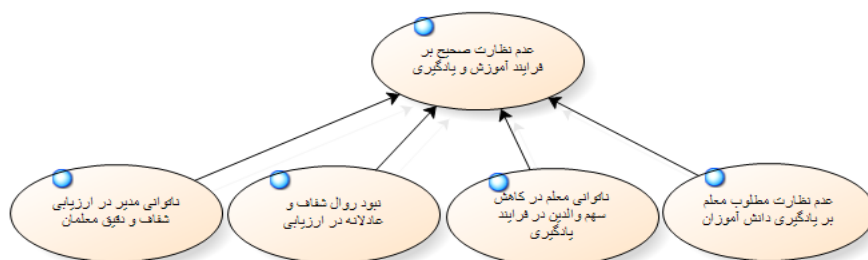 عدم نظارت صحیح بر
فرایند آموزش و یادگیری
عدم نظارت مطلوب معلم
بر یادگیری دانش آموزان
ناتوانی معلم در کاهش
سهم والدین در فرایند
یادگیری
نبود روال شفاف و
عادلانه در ارزیابی
ناتوانی مدیر در ارزیابی
شفاف و دقیق معلمان